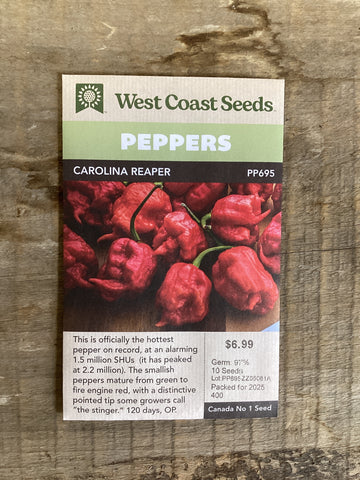 West Coast Seeds
PEPPERS
CAROLINA REAPER PP695
This is officially the hottest
pepper on record, at an alarming
1.5 million SHUs (it has peaked
at 2.2 million). The smallish
peppers mature from green to
fire engine red, with a distinctive
pointed tip some growers call
“the stinger.” 120 days, OP.
$6.99
Germ:
10 Seeds
Packed for 2025
400
Canada No 1 Seed